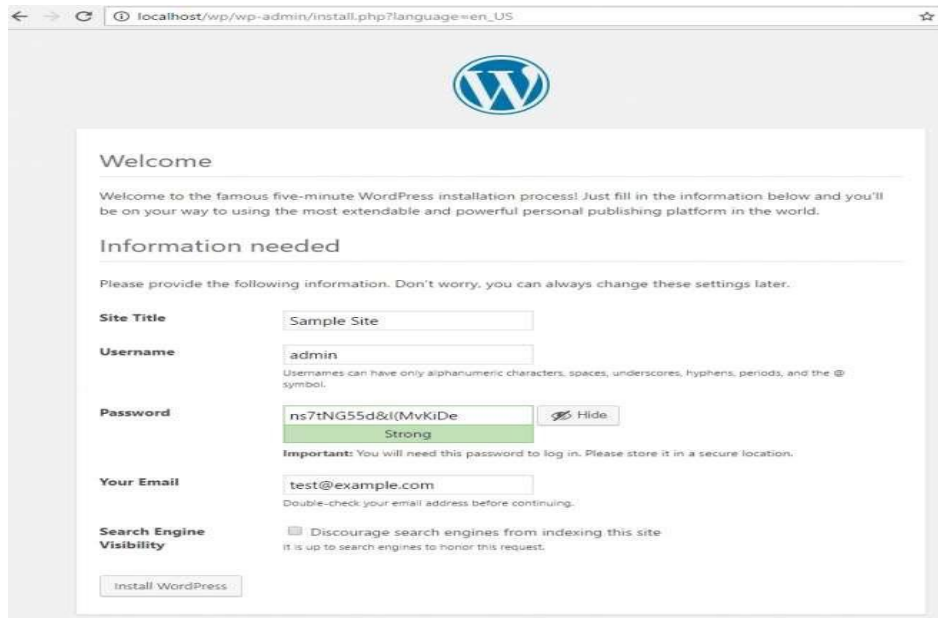 localhost/wp/wp-admin/install.php?language=en_US
W
Welcome
Welcome to the famous five-minute WordPress installation process! Just fill in the information below and you'll
be on your way to using the most extendable and powerful personal publishing platform in the world.
Information needed
Please provide the following information. Don't worry, you can always change these settings later.
Site Title
Sample Site
Username
admin
Usernames can have only alphanumeric characters, spaces, underscores, hyphens, periods, and the @
symbol.
Password
ns7tNG55d&l(MvKiDe
Hide
Strong
Important: You will need this password to log in. Please store it in a secure location.
Your Email
test@example.com
Double-check your email address before continuing.
Search Engine
Visibility
Discourage search engines from indexing this site
It is up to search engines to honor this request.
Install WordPress